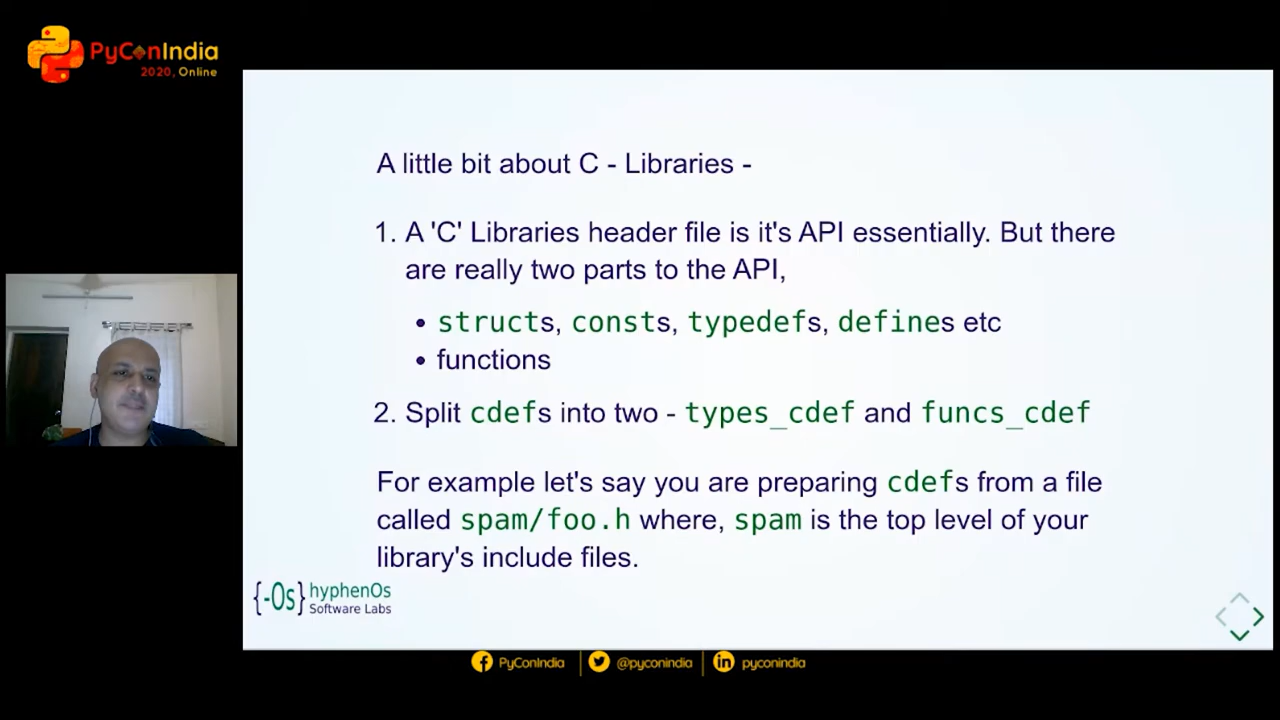 PyConIndia
2020, Online
A little bit about C - Libraries -
1. A 'C' Libraries header file is it's API essentially. But there
are really two parts to the API,
• structs, consts, typedefs, defines etc
• functions
2. Split cdefs into two - types_cdef and funcs_cdef
For example let's say you are preparing cdefs from a file
called spam/foo.h where, spam is the top level of your
library's include files.
{-Os} hyphenOs
Software Labs
PyConIndia @pyconindia pyconindia